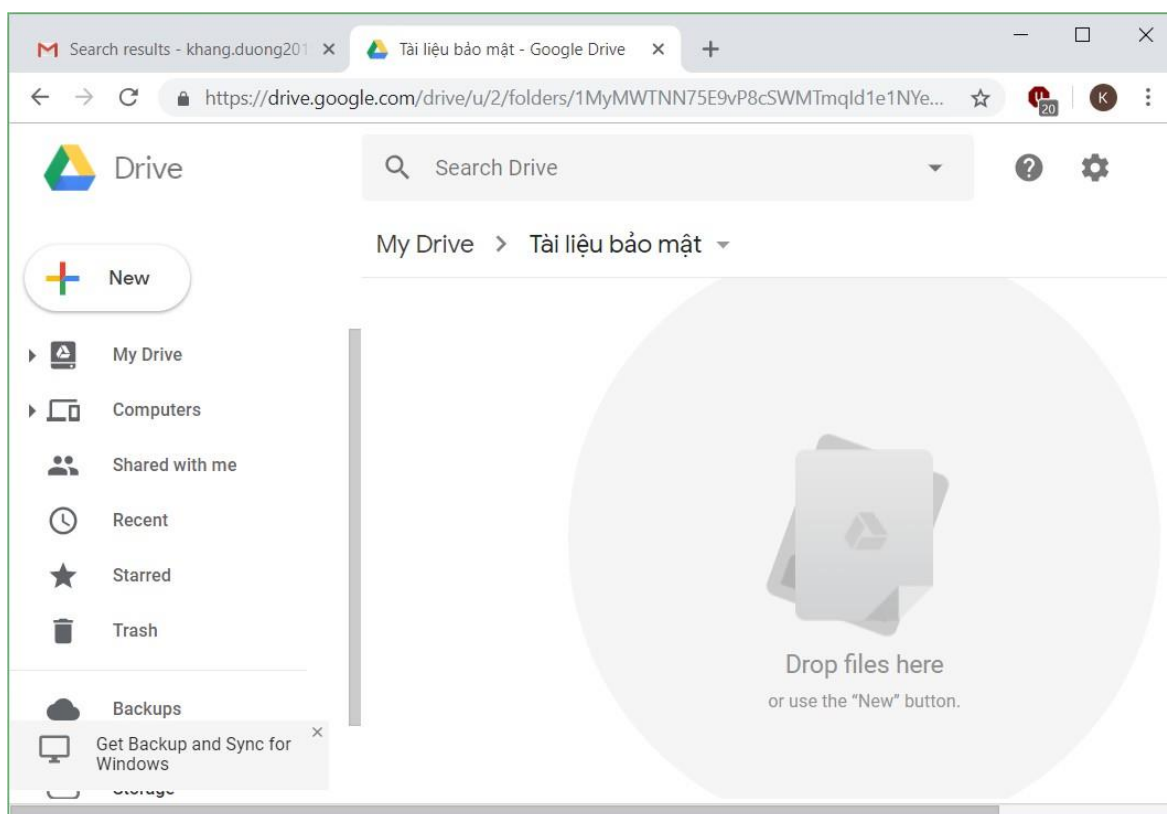 Search results - khang.duong201
Tài liệu bảo mật - Google Drive
https://drive.google.com/drive/u/2/folders/1MyMWTNN75E9vP8cSWMTmqId1e1NYe...
20
K
Drive
Search Drive
My Drive > Tài liệu bảo mật
New
My Drive
Computers
Shared with me
Recent
Starred
Trash
Drop files here
or use the "New" button.
Backups
Get Backup and Sync for
Windows
Storage